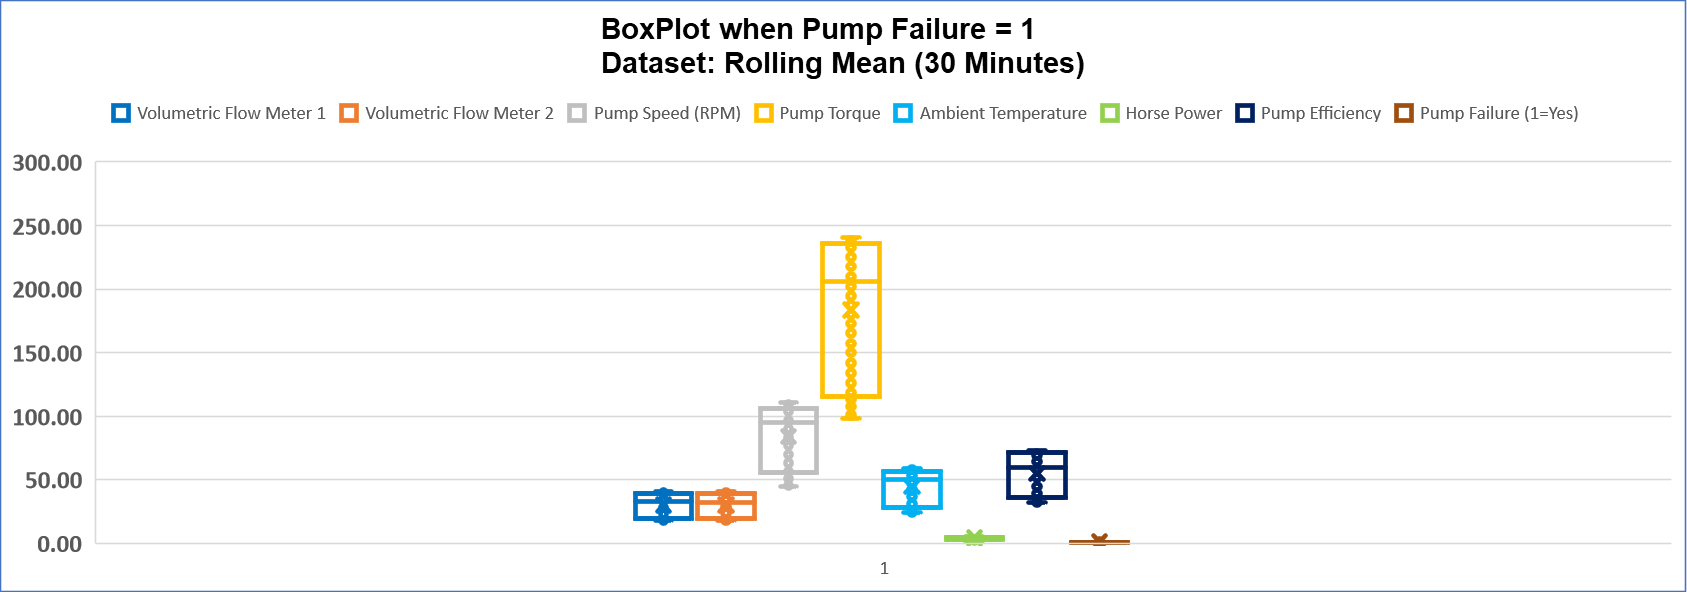 BoxPlot when Pump Failure = 1
Dataset: Rolling Mean (30 Minutes)
Volumetric Flow Meter 1 Volumetric Flow Meter 2 Pump Speed (RPM) Pump Torque Ambient Temperature Horse Power Pump Efficiency Pump Failure (1=Yes)
300.00
250.00
200.00
150.00
100.00
50.00
0.00
1